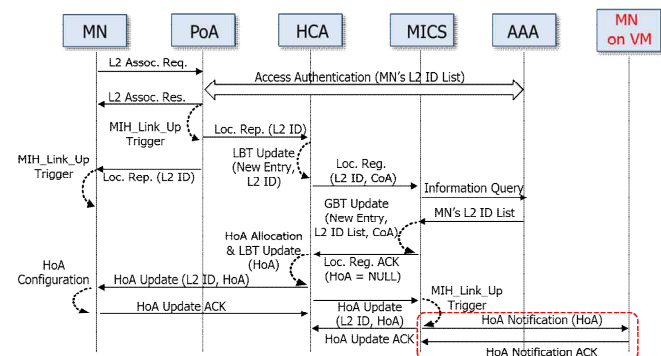 MN
PoA
HCA
MICS
AAA
MN
on VM
L2 Assoc. Req.
Access Authentication (MN's L2 ID List)
L2 Assoc. Res.
MIH_Link_Up
Trigger
Loc. Rep. (L2 ID)
MIH_Link_Up
Trigger
Loc. Rep. (L2 ID)
LBT Update
(New Entry,
L2 ID)
Loc. Reg.
(L2 ID, CoA)
Information Query
GBT Update
(New Entry,
L2 ID List, CoA)
MN's L2 ID List
HoA Allocation
& LBT Update
(HoA)
Loc. Reg. ACK
(HoA = NULL)
HoA
Configuration
HoA Update (L2 ID, HoA)
HoA Update ACK
HoA Update
(L2 ID, HoA)
MIH_Link_Up
Trigger
HoA Notification (HoA)
HoA Update ACK
HoA Notification ACK